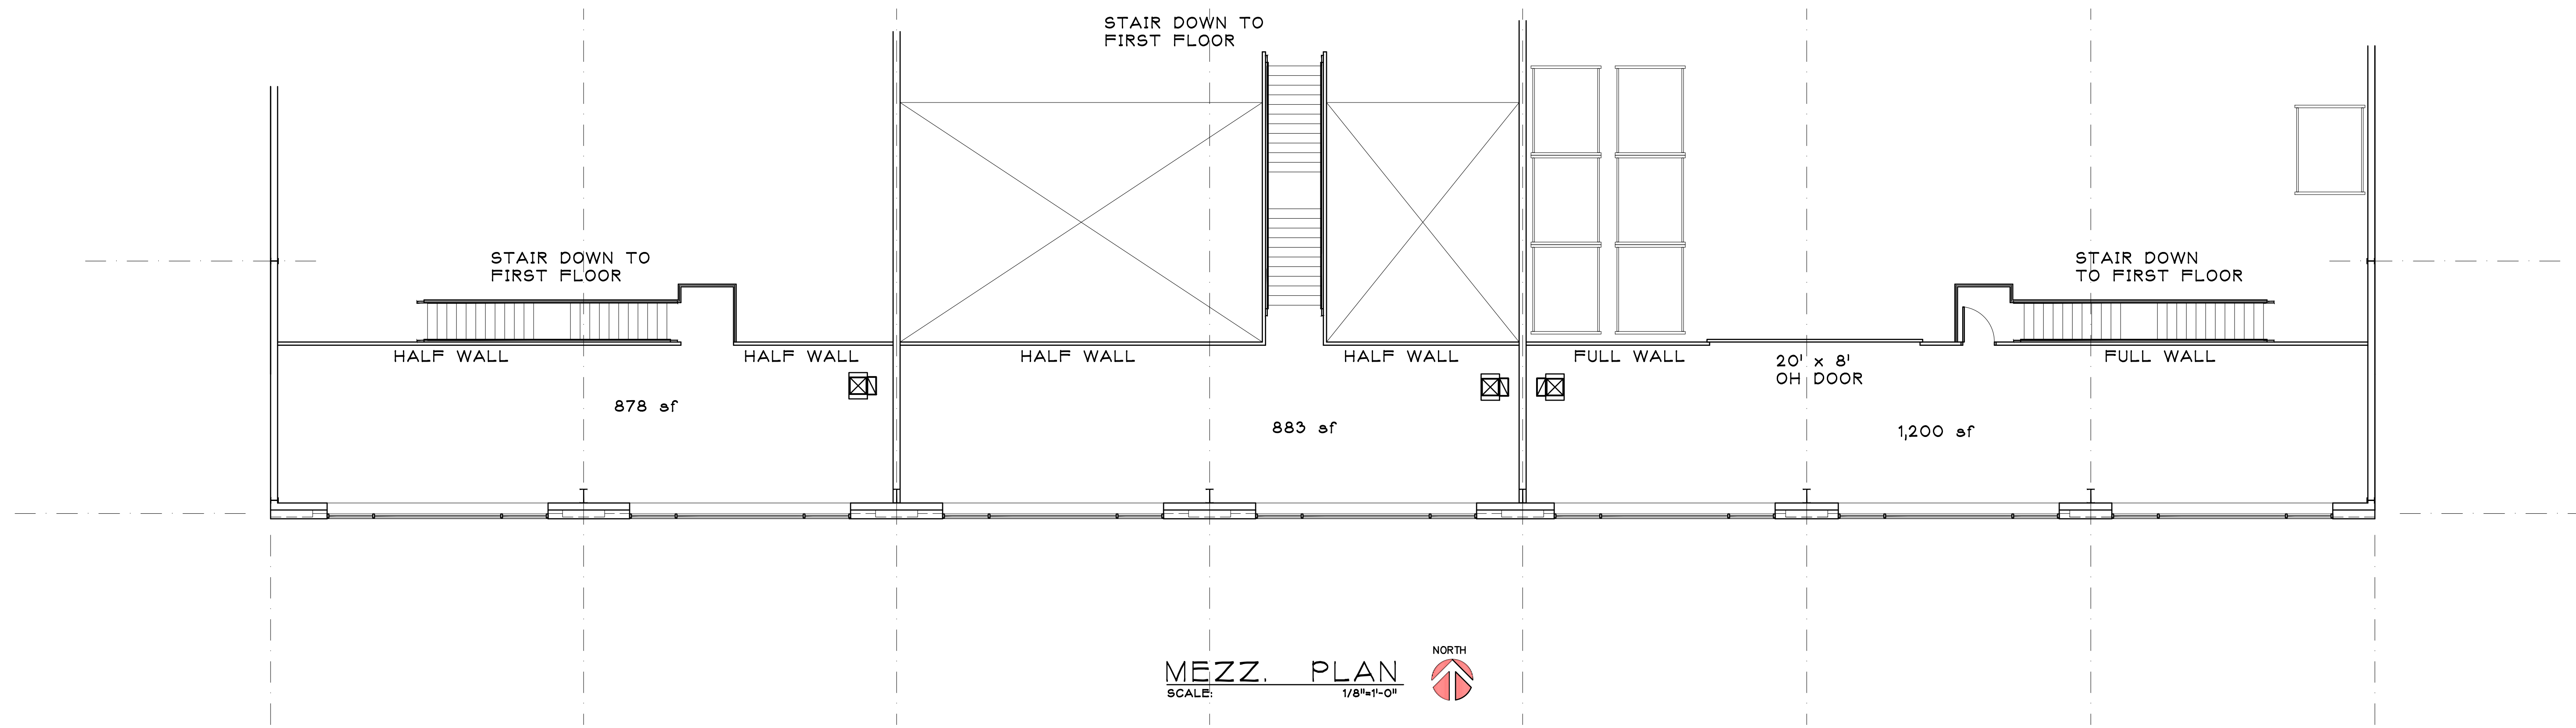 STAIR DOWN TO
FIRST FLOOR
STAIR DOWN TO
FIRST FLOOR
STAIR DOWN
TO FIRST FLOOR
HALF WALL
HALF WALL
HALF WALL
HALF WALL
FULL WALL
20' x 8'
OH DOOR
FULL WALL
878 sf
883 sf
1,200 sf
NORTH
MEZZ. PLAN
SCALE: 1/8"=1'-0"